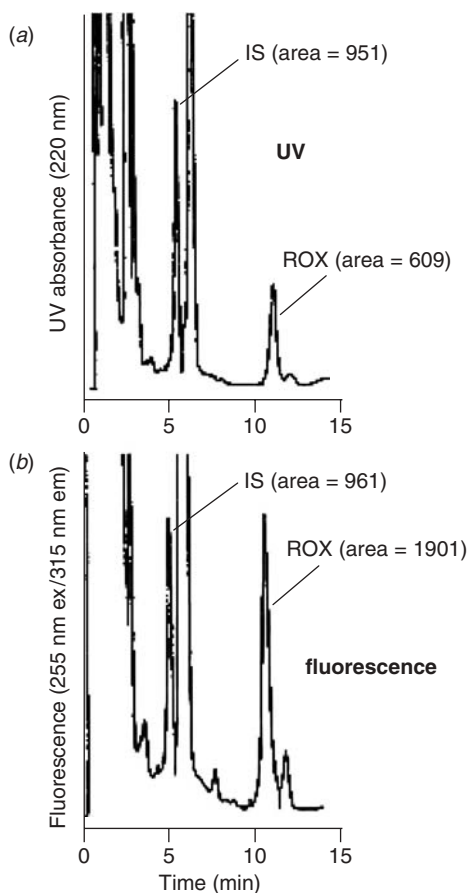 (a)
IS (area = 951)
UV
ROX (area = 609)
UV absorbance (220 nm)
0 5 10 15
(b)
IS (area = 961)
ROX (area = 1901)
fluorescence
Fluorescence (255 nm ex/315 nm em)
0 5 10 15
Time (min)